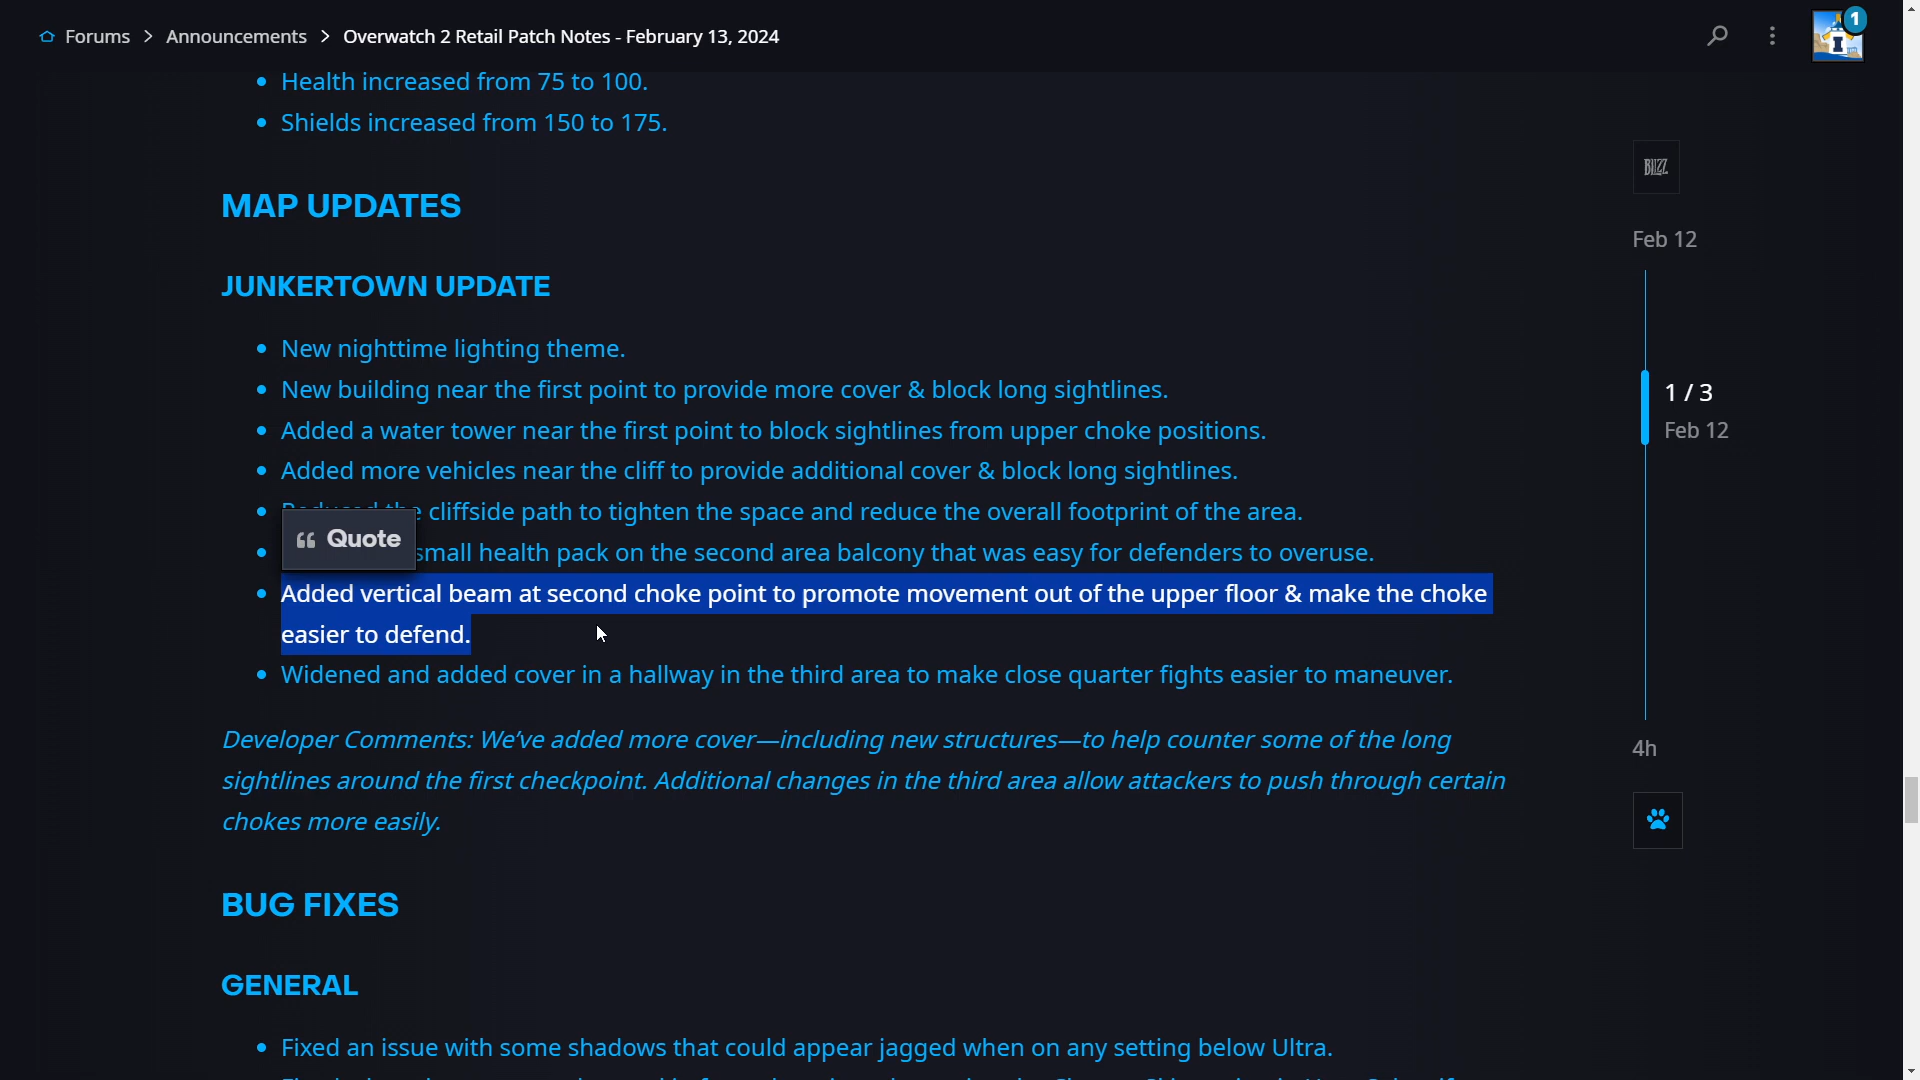 Forums > Announcements > Overwatch 2 Retail Patch Notes - February 13, 2024
1
Health increased from 75 to 100.
Shields increased from 150 to 175.
BLIZZ
MAP UPDATES
Feb 12
JUNKERTOWN UPDATE
New nighttime lighting theme.
New building near the first point to provide more cover & block long sightlines.
1 / 3
Feb 12
Added a water tower near the first point to block sightlines from upper choke positions.
Added more vehicles near the cliff to provide additional cover & block long sightlines.
Reduced the cliffside path to tighten the space and reduce the overall footprint of the area.
“ Quote
small health pack on the second area balcony that was easy for defenders to overuse.
Added vertical beam at second choke point to promote movement out of the upper floor & make the choke
easier to defend.
Widened and added cover in a hallway in the third area to make close quarter fights easier to maneuver.
Developer Comments: We’ve added more cover—including new structures—to help counter some of the long
sightlines around the first checkpoint. Additional changes in the third area allow attackers to push through certain
chokes more easily.
4h
BUG FIXES
GENERAL
Fixed an issue with some shadows that could appear jagged when on any setting below Ultra.